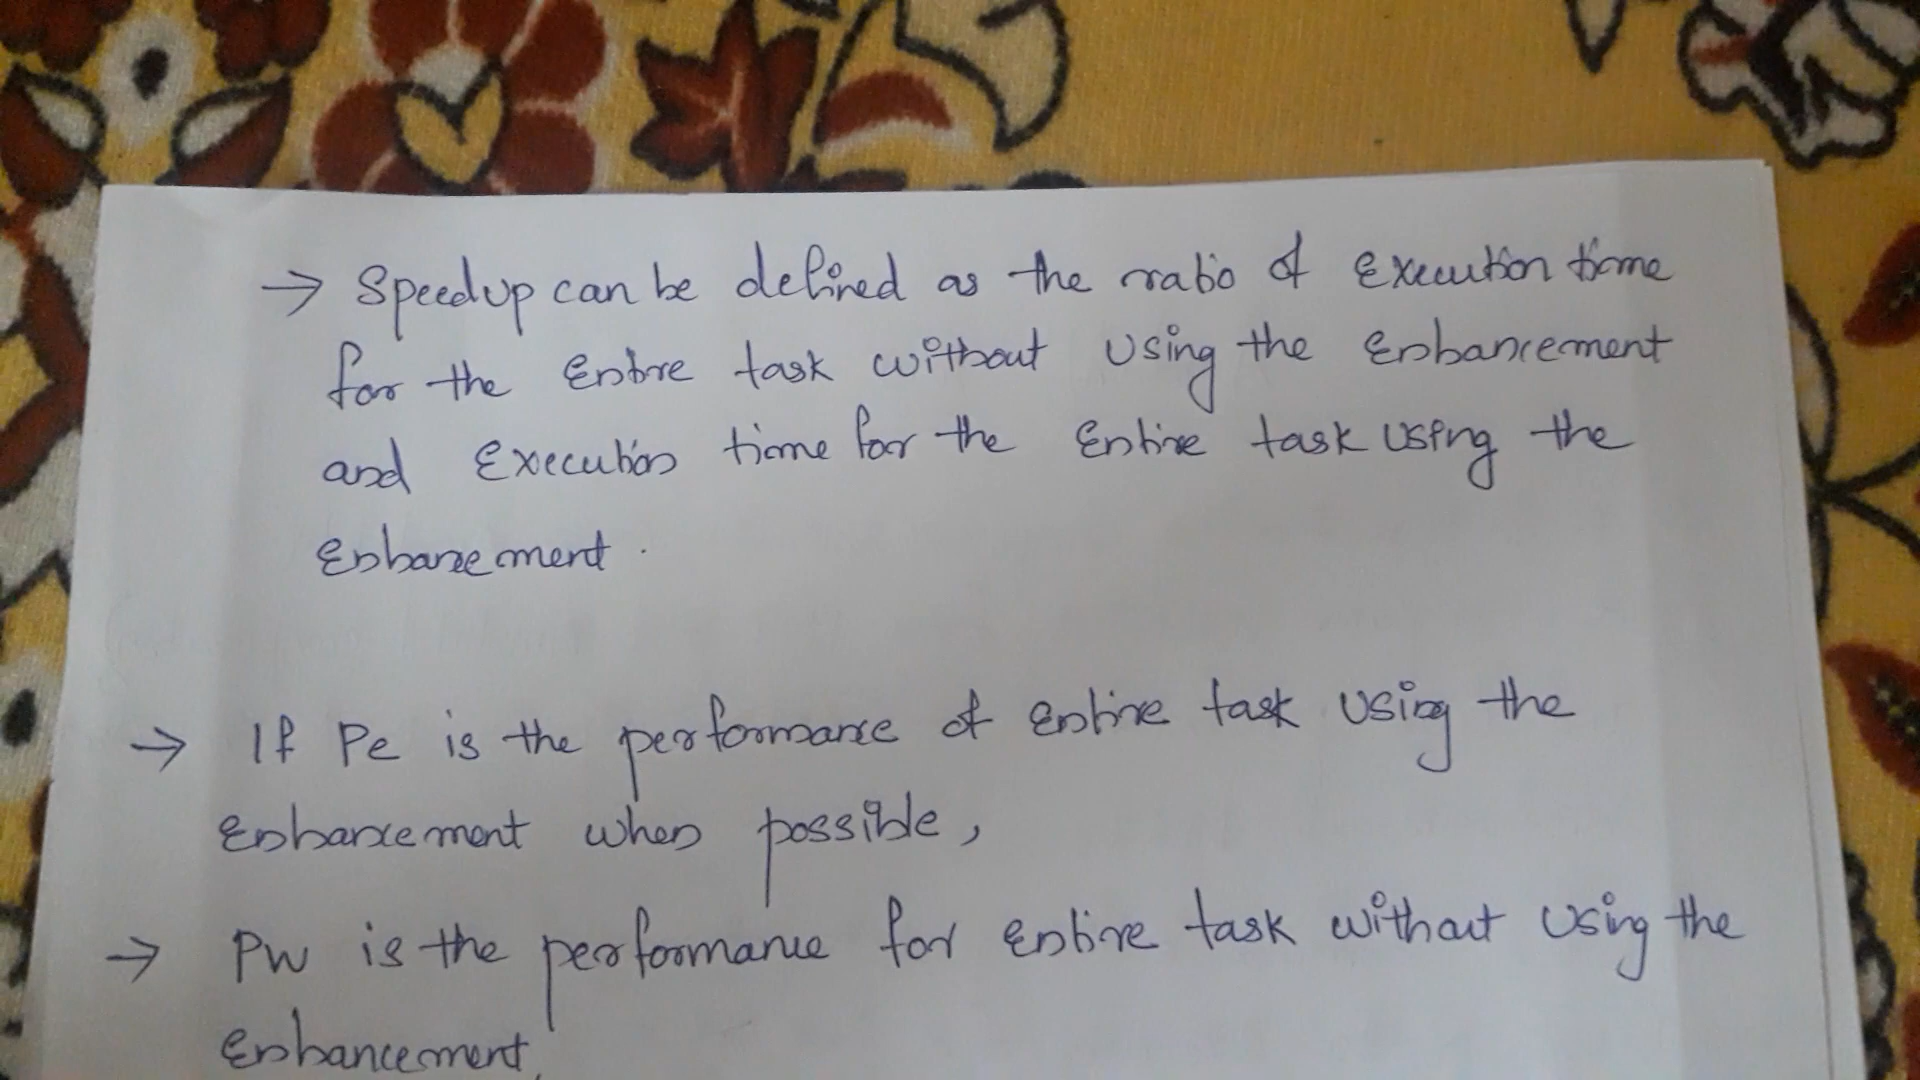 → Speedup can be defined as the ratio of Execution time
for the Entire task without Using the Enhancement
and Execution time for the Entire task Using the
Enhancement.
→ If Pe is the performance of Entire task Using the
Enhancement when possible,
→ Pw is the performance for Entire task without Using the
Enhancement,